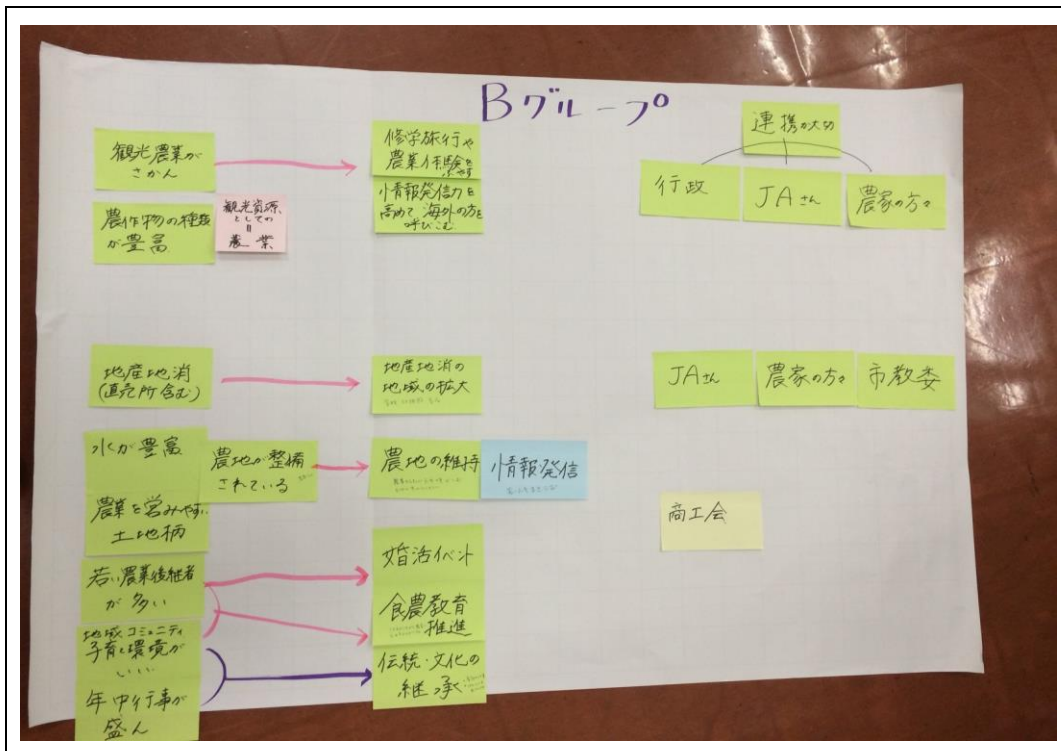 Bグループ
観光農業が
さかん
修学旅行や
農業体験を
ふやす
情報発信力を
高めて海外の方を
呼びこむ
農作物の種類
が豊富
観光資源
としての
農業
連携が大切
行政
JAさん
農家の方々
地産地消
(直売所含む)
地産地消の
地域の拡大
JAさん
農家の方々
市教委
水が豊富
農地が整備
されている
農地の維持
情報発信
農業を営みやすい
土地柄
商工会
若い農業後継者
が多い
婚活イベント
食農教育
推進
地域コミュニティ
子育て環境が
いい
年中行事が
盛ん
伝統・文化の
継承